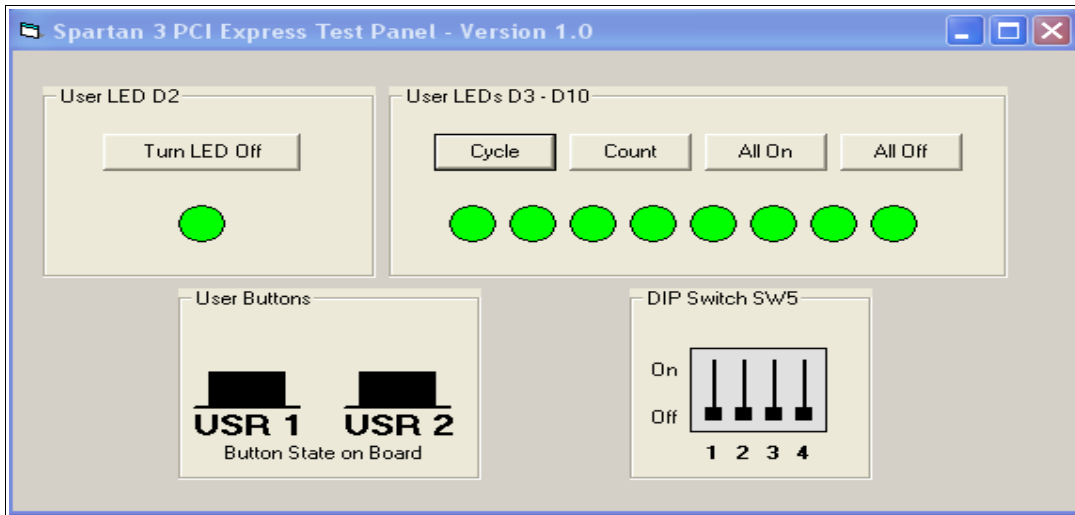 Spartan 3 PCI Express Test Panel - Version 1.0
User LED D2
Turn LED Off
User LEDs D3 - D10
Cycle Count All On All Off
User Buttons
USR 1 USR 2
Button State on Board
DIP Switch SW5
On
Off
1 2 3 4